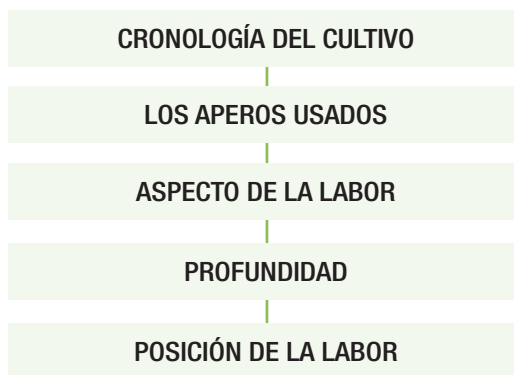 CRONOLOGÍA DEL CULTIVO
LOS APEROS USADOS
ASPECTO DE LA LABOR
PROFUNDIDAD
POSICIÓN DE LA LABOR